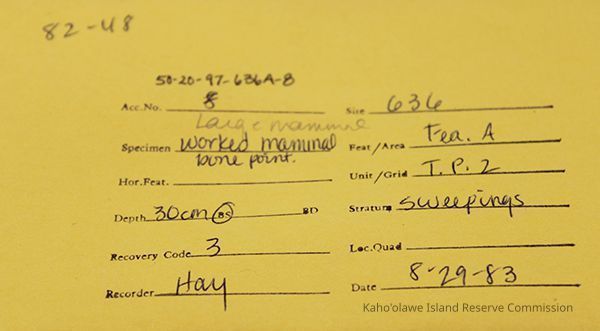 82-48
50-20-97-636A-8
Acc.No. 8
Site 636
Large mammal
Specimen worked mammal
bone point.
Feat/Area Fea. A
Hor.Feat.
Unit/Grid T.P. 2
Depth 30cm BS BD
Stratum sweepings
Recovery Code 3
Loc.Quad
Recorder Hay
Date 8-29-83
Kaho'olawe Island Reserve Commission